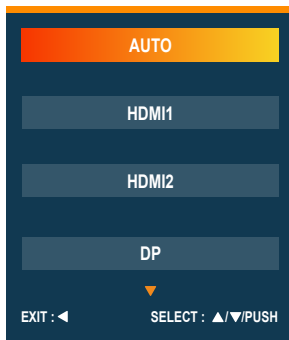 AUTO
HDMI1
HDMI2
DP
EXIT : ◀ SELECT : ▲/▼/PUSH